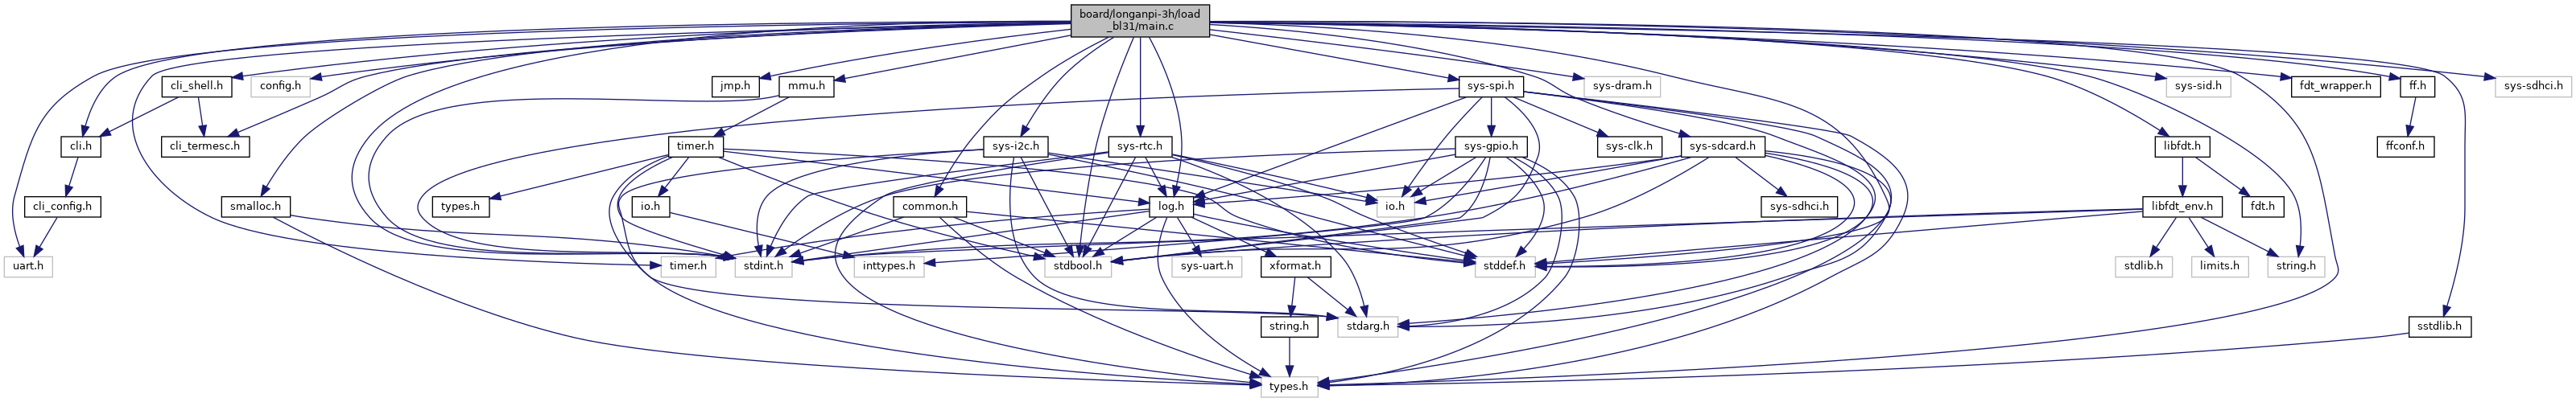 board/longanpi-3h/load
_bl31/main.c
cli_shell.h
config.h
jmp.h
mmu.h
sys-spi.h
sys-dram.h
sys-sid.h
fdt_wrapper.h
ff.h
sys-sdhci.h
cli.h
cli_termesc.h
timer.h
sys-i2c.h
sys-rtc.h
sys-gpio.h
sys-clk.h
sys-sdcard.h
libfdt.h
ffconf.h
cli_config.h
smalloc.h
types.h
io.h
common.h
log.h
io.h
sys-sdhci.h
libfdt_env.h
fdt.h
uart.h
timer.h
stdint.h
inttypes.h
stdbool.h
sys-uart.h
xformat.h
stddef.h
stdlib.h
limits.h
string.h
string.h
stdarg.h
sstdlib.h
types.h